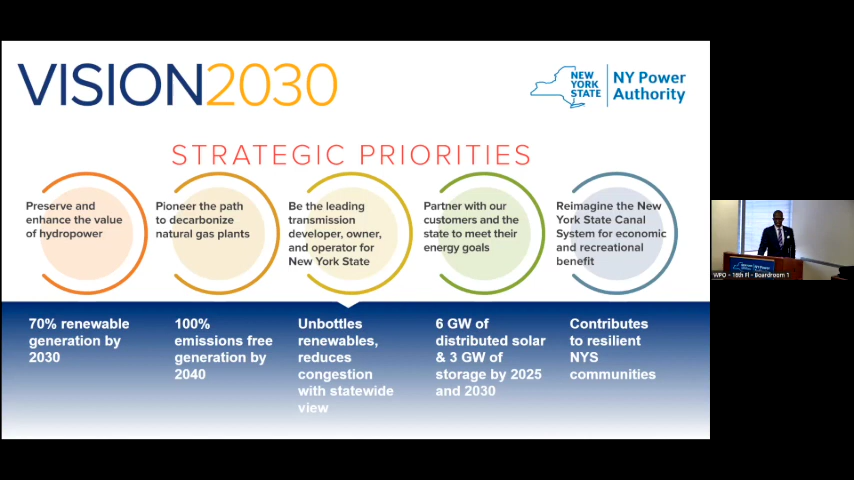 VISION2030
NEW
YORK
STATE
NY Power
Authority
STRATEGIC PRIORITIES
Preserve and
enhance the value
of hydropower
Pioneer the path
to decarbonize
natural gas plants
Be the leading
transmission
developer, owner,
and operator for
New York State
Partner with our
customers and the
state to meet their
energy goals
Reimagine the New
York State Canal
System for economic
and recreational
benefit
70% renewable
generation by
2030
100%
emissions free
generation by
2040
Unbottles
renewables,
reduces
congestion
with statewide
view
6 GW of
distributed solar
& 3 GW of
storage by 2025
and 2030
Contributes
to resilient
NYS
communities
WPO - 16th Fl - Boardroom 1